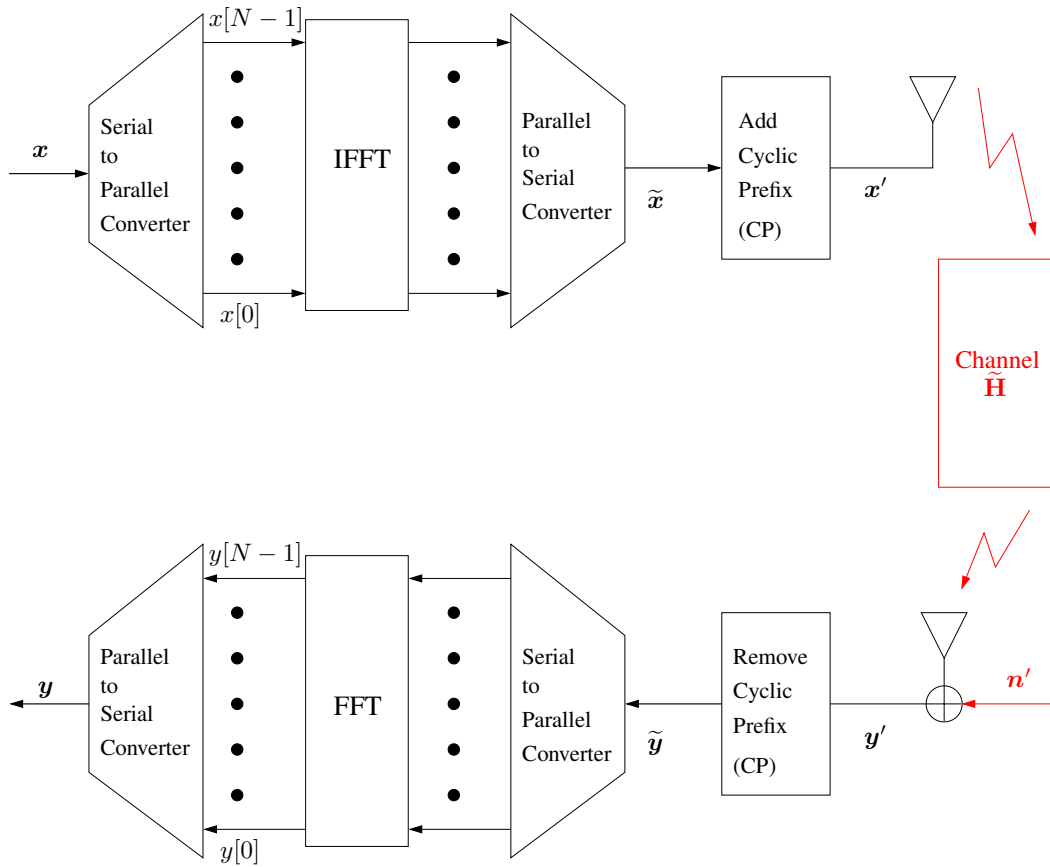 x[N − 1]
Serial
to
Parallel
Converter
x
x[0]
IFFT
Parallel
to
Serial
Converter
x̃
Add
Cyclic
Prefix
(CP)
x′
Channel
H̃
y[N − 1]
Parallel
to
Serial
Converter
y
y[0]
FFT
Serial
to
Parallel
Converter
ỹ
Remove
Cyclic
Prefix
(CP)
y′
n′